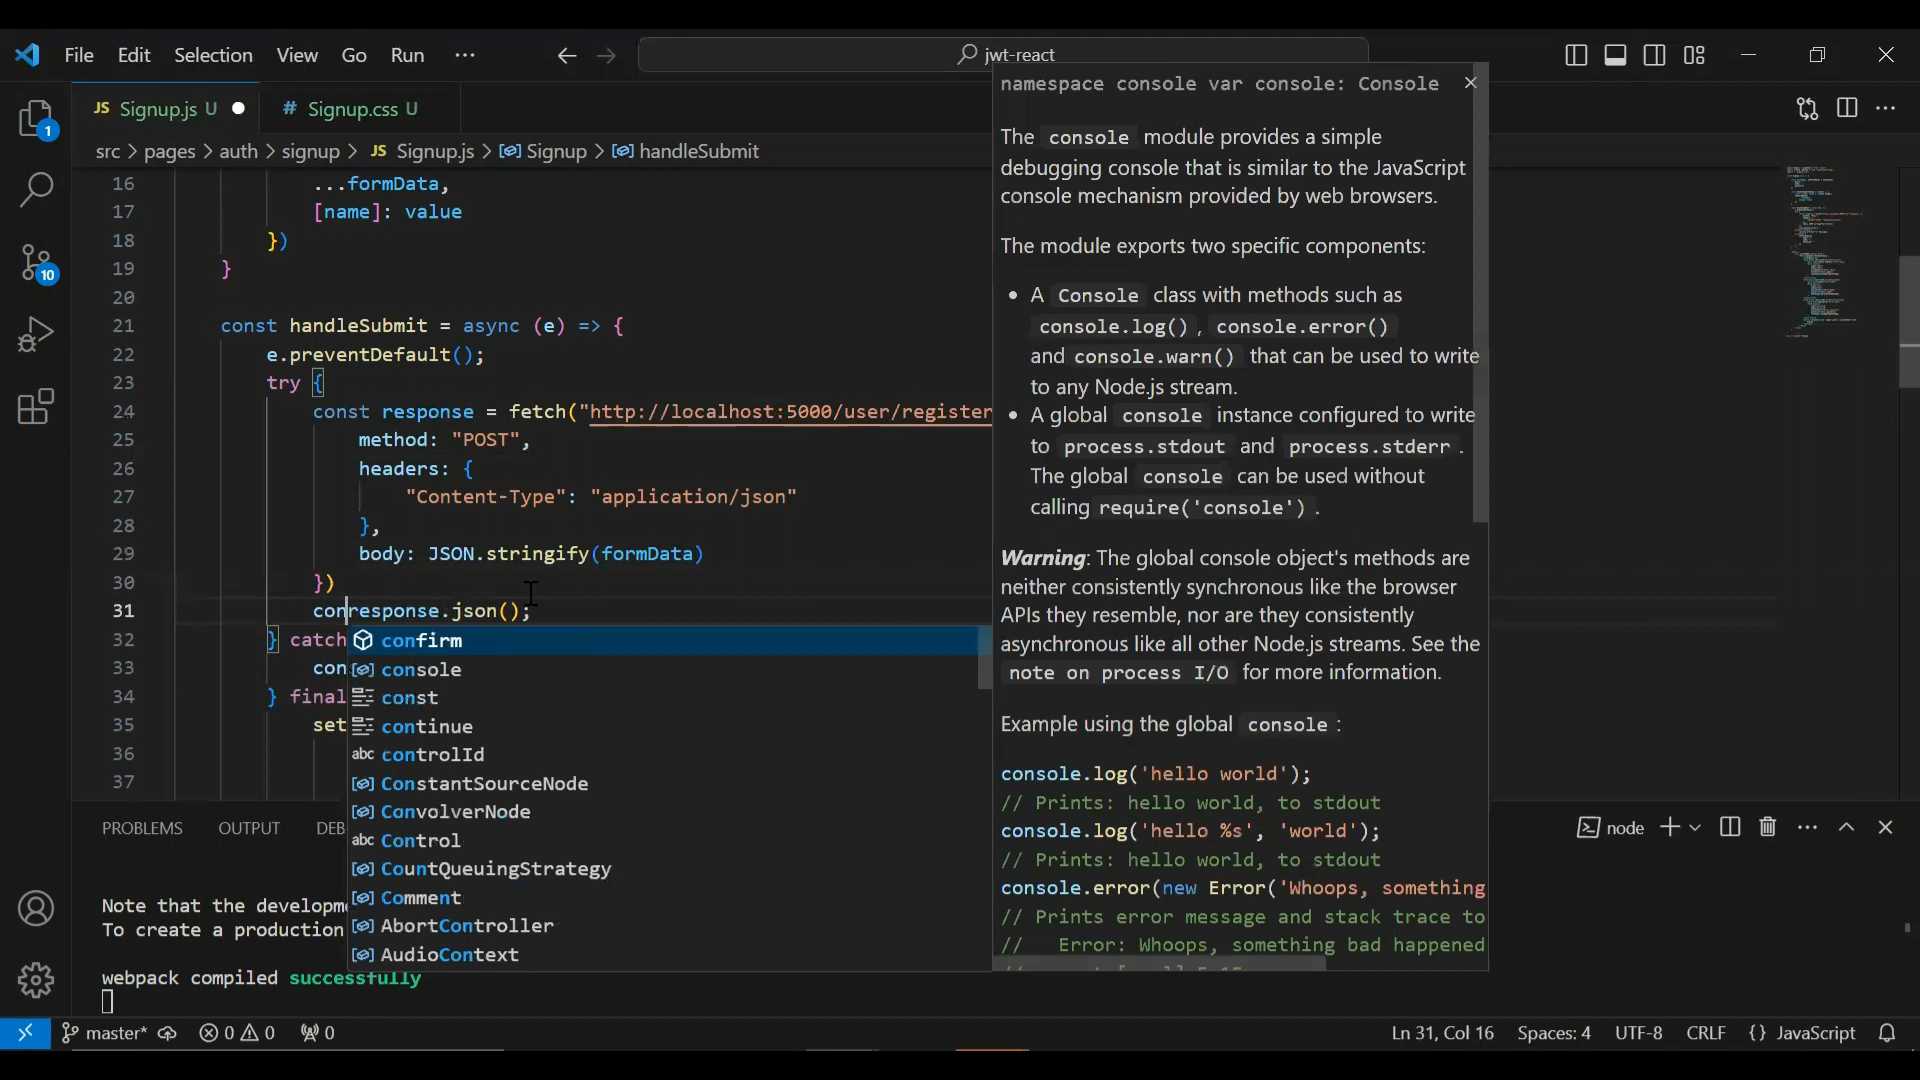 File Edit Selection View Go Run ···
jwt-react
JS Signup.js U
# Signup.css U
src > pages > auth > signup > JS Signup.js > Signup > handleSubmit
16 ...formData,
17 [name]: value
18 })
19 }
20
21 const handleSubmit = async (e) => {
22 e.preventDefault();
23 try {
24 const response = fetch("http://localhost:5000/user/register
25 method: "POST",
26 headers: {
27 "Content-Type": "application/json"
28 },
29 body: JSON.stringify(formData)
30 })
31 conresponse.json();
32 } catch
33 con
34 } final
35 set
36
37
confirm
console
const
continue
controlId
ConstantSourceNode
ConvolverNode
Control
CountQueuingStrategy
Comment
AbortController
AudioContext
namespace console var console: Console
The console module provides a simple
debugging console that is similar to the JavaScript
console mechanism provided by web browsers.
The module exports two specific components:
• A Console class with methods such as
console.log(), console.error()
and console.warn() that can be used to write
to any Node.js stream.
• A global console instance configured to write
to process.stdout and process.stderr.
The global console can be used without
calling require('console').
Warning: The global console object's methods are
neither consistently synchronous like the browser
APIs they resemble, nor are they consistently
asynchronous like all other Node.js streams. See the
note on process I/O for more information.
Example using the global console:
console.log('hello world');
// Prints: hello world, to stdout
console.log('hello %s', 'world');
// Prints: hello world, to stdout
console.error(new Error('Whoops, something
// Prints error message and stack trace to
// Error: Whoops, something bad happened
PROBLEMS OUTPUT DEB
node
Note that the developm
To create a production
webpack compiled successfully
master* 0 0 0
Ln 31, Col 16 Spaces: 4 UTF-8 CRLF {} JavaScript
1
10